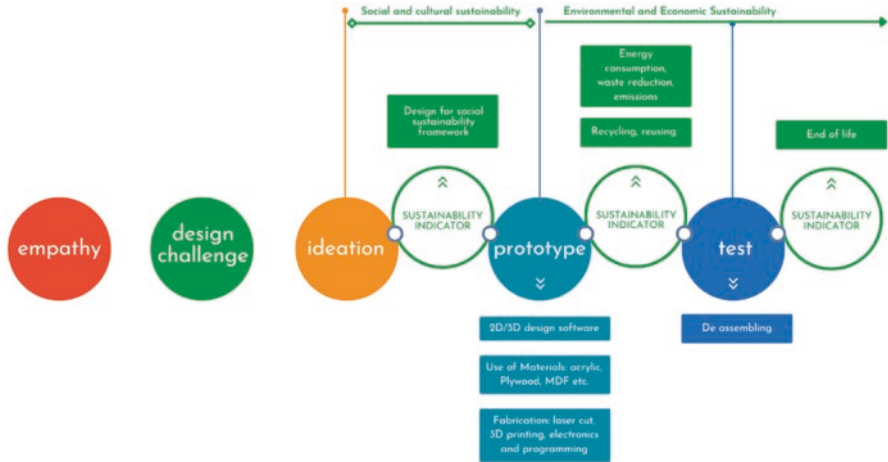 Social and cultural sustainability
Environmental and Economic Sustainability
Energy
consumption,
waste reduction,
emissions
Design for social
sustainability
framework
Recycling, reusing
End of life
empathy
design
challenge
ideation
SUSTAINABILITY
INDICATOR
prototype
SUSTAINABILITY
INDICATOR
test
SUSTAINABILITY
INDICATOR
2D/3D design software
De assembling
Use of Materials: acrylic,
Plywood, MDF etc.
Fabrication: laser cut,
3D printing, electronics
and programming